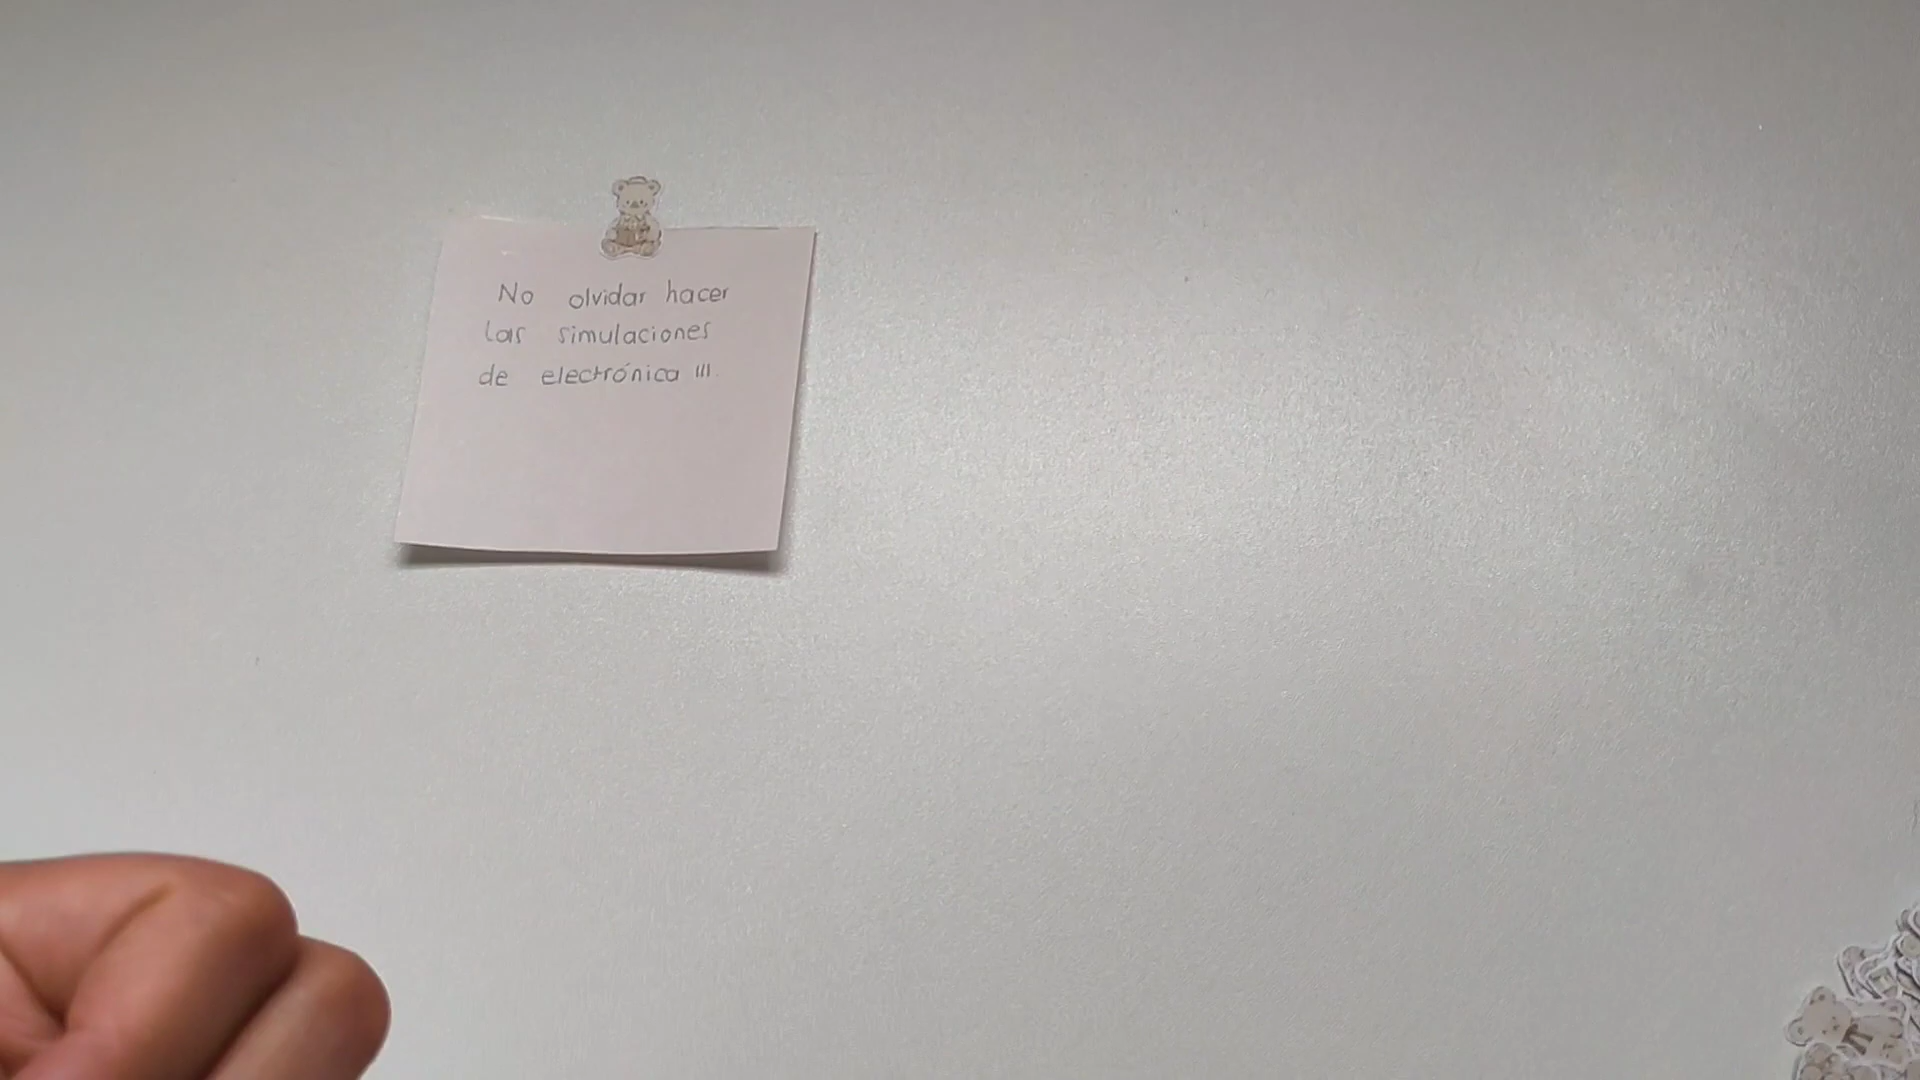 No olvidar hacer
las simulaciones
de electrónica III.